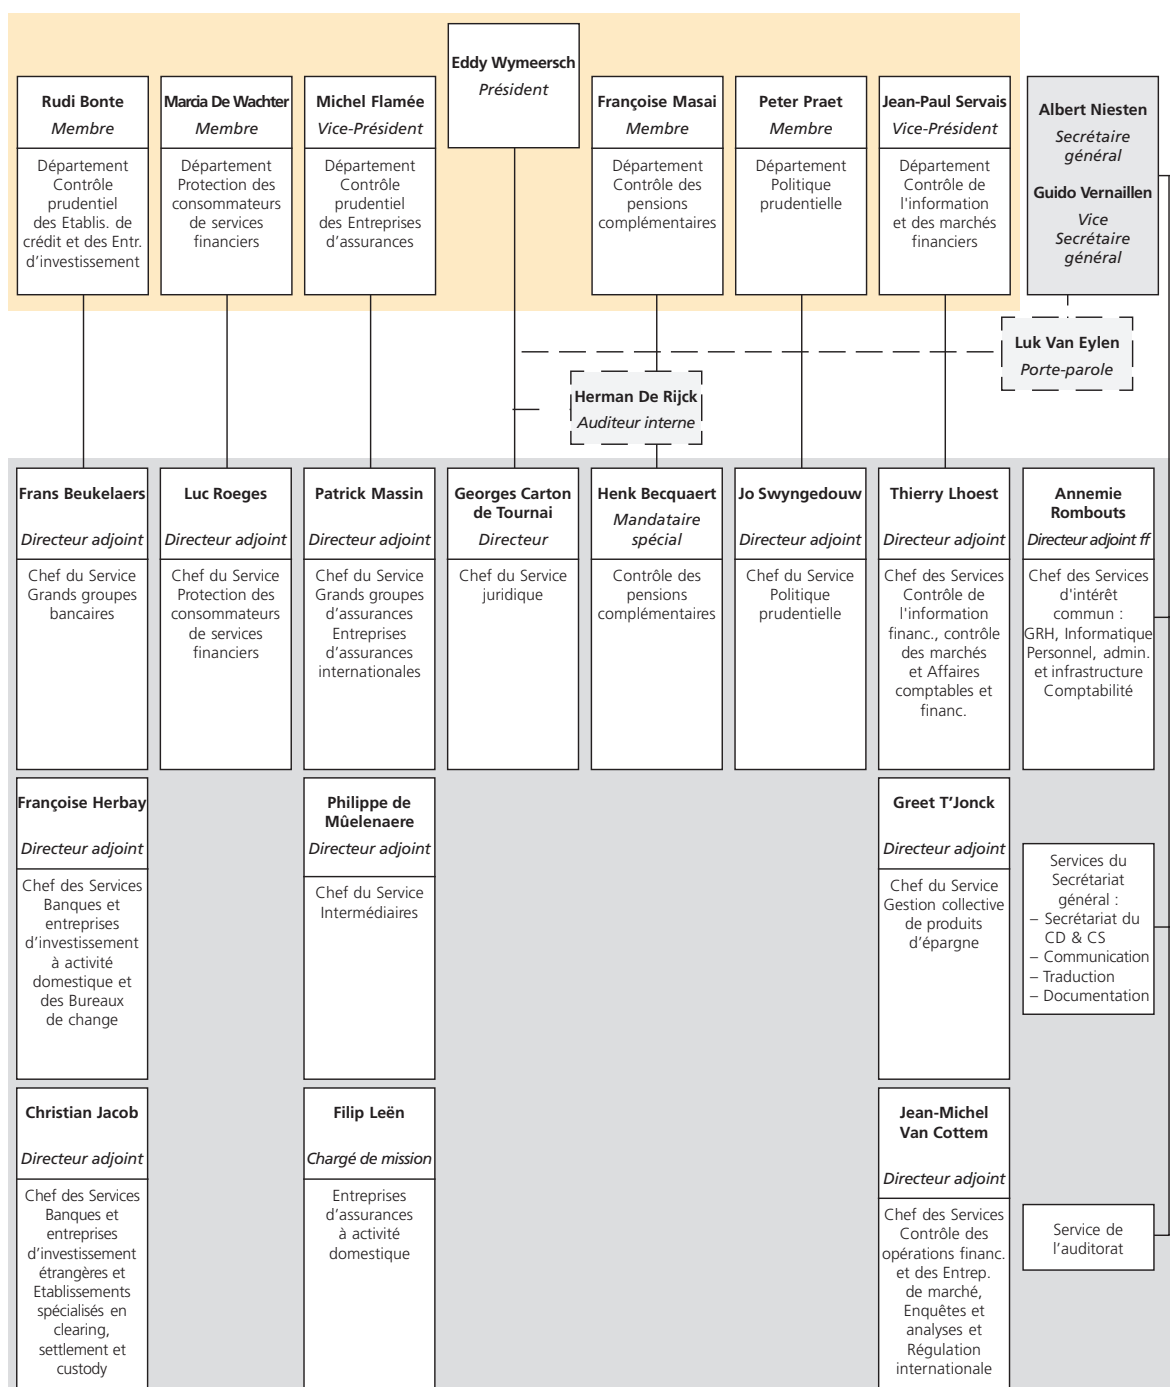 Eddy Wymeersch
Président
Rudi Bonte
Membre
Département
Contrôle
prudentiel
des Etablis. de
crédit et des Entr.
d'investissement
Marcia De Wachter
Membre
Département
Protection des
consommateurs
de services
financiers
Michel Flamée
Vice-Président
Département
Contrôle
prudentiel
des Entreprises
d'assurances
Françoise Masai
Membre
Département
Contrôle des
pensions
complémentaires
Peter Praet
Membre
Département
Politique
prudentielle
Jean-Paul Servais
Vice-Président
Département
Contrôle de
l'information
et des marchés
financiers
Albert Niesten
Secrétaire
général
Guido Vernaillen
Vice
Secrétaire
général
Luk Van Eylen
Porte-parole
Herman De Rijck
Auditeur interne
Frans Beukelaers
Directeur adjoint
Chef du Service
Grands groupes
bancaires
Luc Roeges
Directeur adjoint
Chef du Service
Protection des
consommateurs
de services
financiers
Patrick Massin
Directeur adjoint
Chef du Service
Grands groupes
d'assurances
Entreprises
d'assurances
internationales
Georges Carton
de Tournai
Directeur
Chef du Service
juridique
Henk Becquaert
Mandataire
spécial
Contrôle des
pensions
complémentaires
Jo Swyngedouw
Directeur adjoint
Chef du Service
Politique
prudentielle
Thierry Lhoest
Directeur adjoint
Chef des Services
Contrôle de
l'information
financ., contrôle
des marchés
et Affaires
comptables et
financ.
Annemie
Rombouts
Directeur adjoint ff
Chef des Services
d'intérêt
commun :
GRH, Informatique
Personnel, admin.
et infrastructure
Comptabilité
Françoise Herbay
Directeur adjoint
Chef des Services
Banques et
entreprises
d'investissement
à activité
domestique et
des Bureaux
de change
Philippe de
Mûelenaere
Directeur adjoint
Chef du Service
Intermédiaires
Greet T'Jonck
Directeur adjoint
Chef du Service
Gestion collective
de produits
d'épargne
Services du
Secrétariat
général :
– Secrétariat du
CD & CS
– Communication
– Traduction
– Documentation
Christian Jacob
Directeur adjoint
Chef des Services
Banques et
entreprises
d'investissement
étrangères et
Etablissements
spécialisés en
clearing,
settlement et
custody
Filip Leën
Chargé de mission
Entreprises
d'assurances
à activité
domestique
Jean-Michel
Van Cottem
Directeur adjoint
Chef des Services
Contrôle des
opérations financ.
et des Entrep.
de marché,
Enquêtes et
analyses et
Régulation
internationale
Service de
l'auditorat